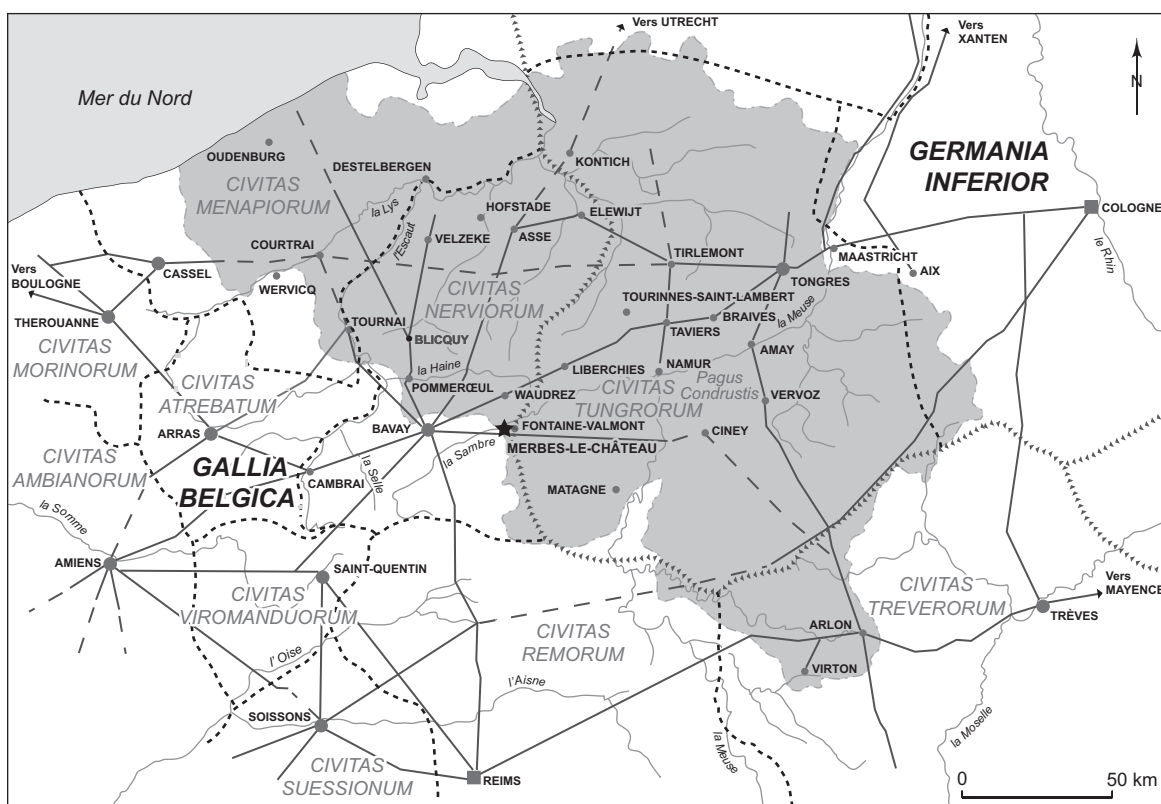 Vers UTRECHT
Vers
XANTEN
N
Mer du Nord
OUDENBURG
DESTELBERGEN
KONTICH
GERMANIA
INFERIOR
CIVITAS
MENAPIORUM
la Lys
l'Escaut
HOFSTADE
ELEWIJT
COLOGNE
le Rhin
COURTRAI
VELZEKE
ASSE
CASSEL
WERVICQ
Vers
BOULOGNE
TIRLEMONT
MAASTRICHT
AIX
TONGRES
CIVITAS
NERVIORUM
TOURINNES-SAINT-LAMBERT
BRAIVES
la Meuse
THEROUANNE
TOURNAI
TAVIERS
CIVITAS
MORINORUM
BLICQUY
AMAY
CIVITAS
ATREBATUM
la Haine
LIBERCHIES
NAMUR
Pagus
Condrustis
POMMERŒUL
WAUDREZ
CIVITAS
TUNGRORUM
VERVOZ
ARRAS
BAVAY
FONTAINE-VALMONT
CINEY
la Sambre
MERBES-LE-CHÂTEAU
CIVITAS
AMBIANORUM
GALLIA
BELGICA
CAMBRAI
la Selle
MATAGNE
la Somme
AMIENS
SAINT-QUENTIN
CIVITAS
VIROMANDUORUM
CIVITAS
TREVERORUM
Vers
MAYENCE
TRÈVES
CIVITAS
REMORUM
ARLON
l'Oise
VIRTON
l'Aisne
SOISSONS
la Meuse
la Moselle
CIVITAS
SUESSIONUM
REIMS
0
50 km